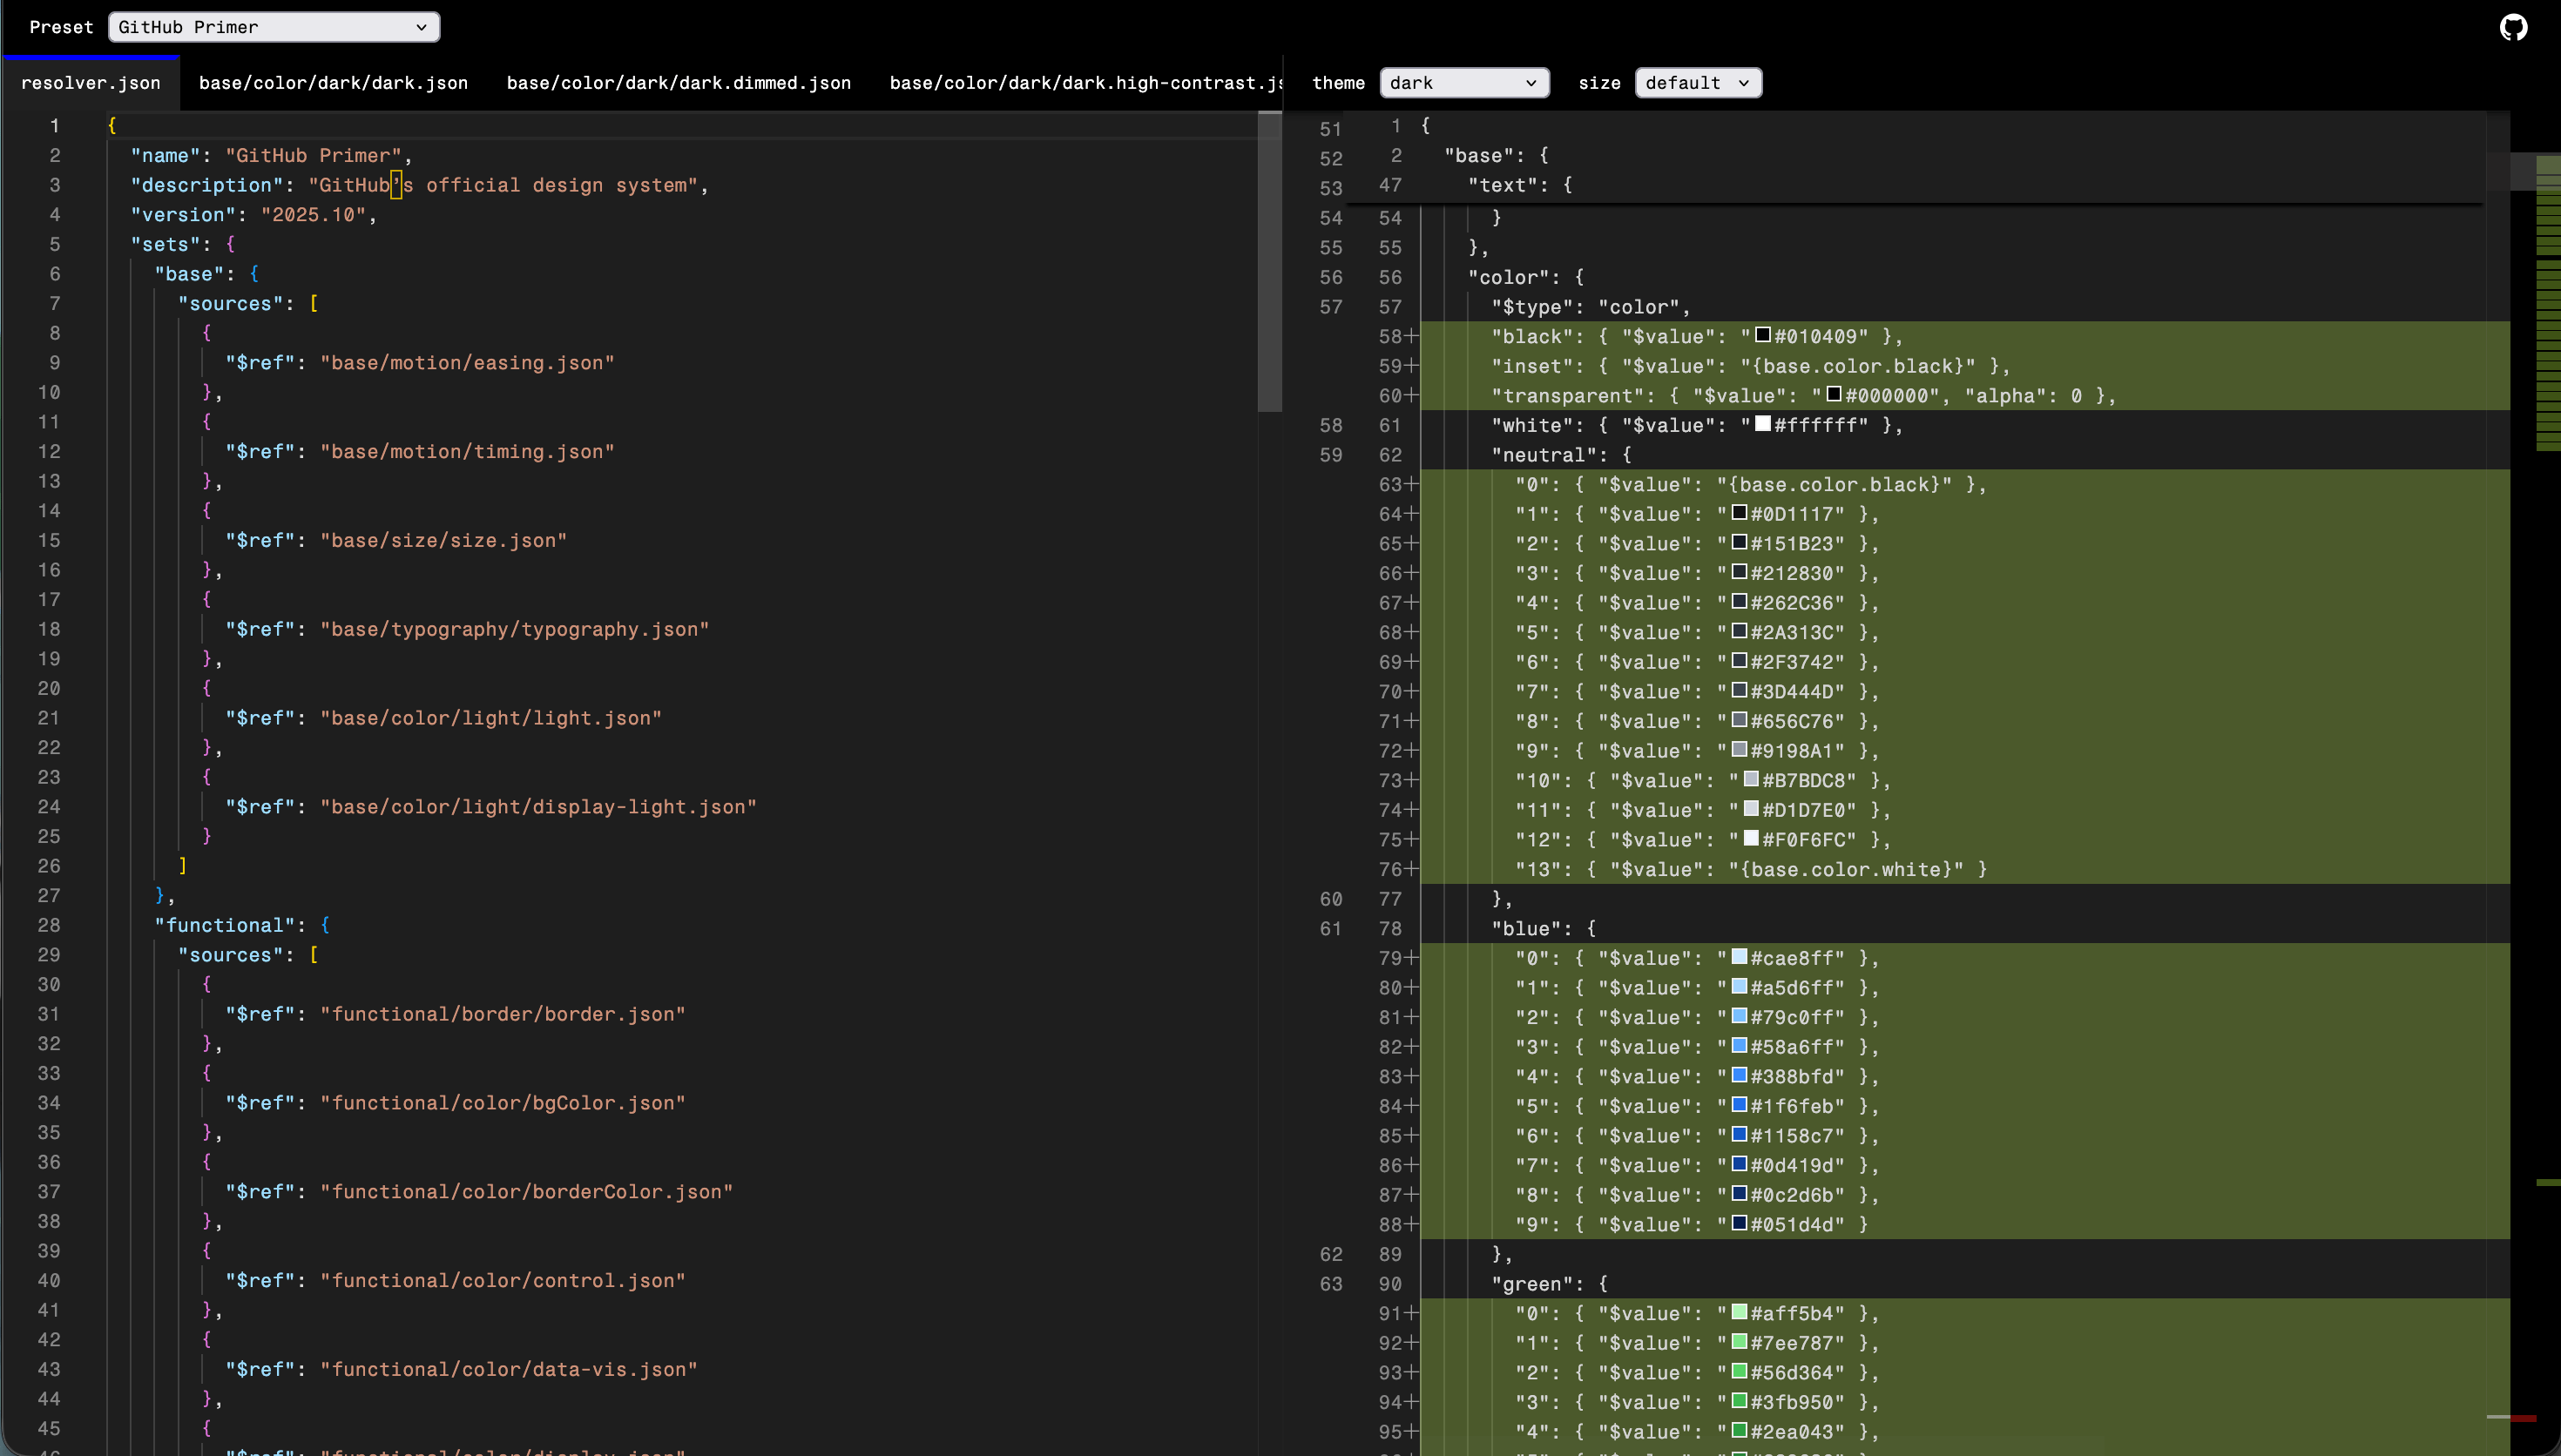 Preset GitHub Primer
resolver.json base/color/dark/dark.json base/color/dark/dark.dimmed.json base/color/dark/dark.high-contrast.js
1 {
2 "name": "GitHub Primer",
3 "description": "GitHub’s official design system",
4 "version": "2025.10",
5 "sets": {
6 "base": {
7 "sources": [
8 {
9 "$ref": "base/motion/easing.json"
10 },
11 {
12 "$ref": "base/motion/timing.json"
13 },
14 {
15 "$ref": "base/size/size.json"
16 },
17 {
18 "$ref": "base/typography/typography.json"
19 },
20 {
21 "$ref": "base/color/light/light.json"
22 },
23 {
24 "$ref": "base/color/light/display-light.json"
25 }
26 ]
27 },
28 "functional": {
29 "sources": [
30 {
31 "$ref": "functional/border/border.json"
32 },
33 {
34 "$ref": "functional/color/bgColor.json"
35 },
36 {
37 "$ref": "functional/color/borderColor.json"
38 },
39 {
40 "$ref": "functional/color/control.json"
41 },
42 {
43 "$ref": "functional/color/data-vis.json"
44 },
45 {
theme dark size default
51 1 {
52 2 "base": {
53 47 "text": {
54 54 }
55 55 },
56 56 "color": {
57 57 "$type": "color",
58+ "black": { "$value": "#010409" },
59+ "inset": { "$value": "{base.color.black}" },
60+ "transparent": { "$value": "#000000", "alpha": 0 },
58 61 "white": { "$value": "#ffffff" },
59 62 "neutral": {
63+ "0": { "$value": "{base.color.black}" },
64+ "1": { "$value": "#0D1117" },
65+ "2": { "$value": "#151B23" },
66+ "3": { "$value": "#212830" },
67+ "4": { "$value": "#262C36" },
68+ "5": { "$value": "#2A313C" },
69+ "6": { "$value": "#2F3742" },
70+ "7": { "$value": "#3D444D" },
71+ "8": { "$value": "#656C76" },
72+ "9": { "$value": "#9198A1" },
73+ "10": { "$value": "#B7BDC8" },
74+ "11": { "$value": "#D1D7E0" },
75+ "12": { "$value": "#F0F6FC" },
76+ "13": { "$value": "{base.color.white}" }
60 77 },
61 78 "blue": {
79+ "0": { "$value": "#cae8ff" },
80+ "1": { "$value": "#a5d6ff" },
81+ "2": { "$value": "#79c0ff" },
82+ "3": { "$value": "#58a6ff" },
83+ "4": { "$value": "#388bfd" },
84+ "5": { "$value": "#1f6feb" },
85+ "6": { "$value": "#1158c7" },
86+ "7": { "$value": "#0d419d" },
87+ "8": { "$value": "#0c2d6b" },
88+ "9": { "$value": "#051d4d" }
62 89 },
63 90 "green": {
91+ "0": { "$value": "#aff5b4" },
92+ "1": { "$value": "#7ee787" },
93+ "2": { "$value": "#56d364" },
94+ "3": { "$value": "#3fb950" },
95+ "4": { "$value": "#2ea043" },